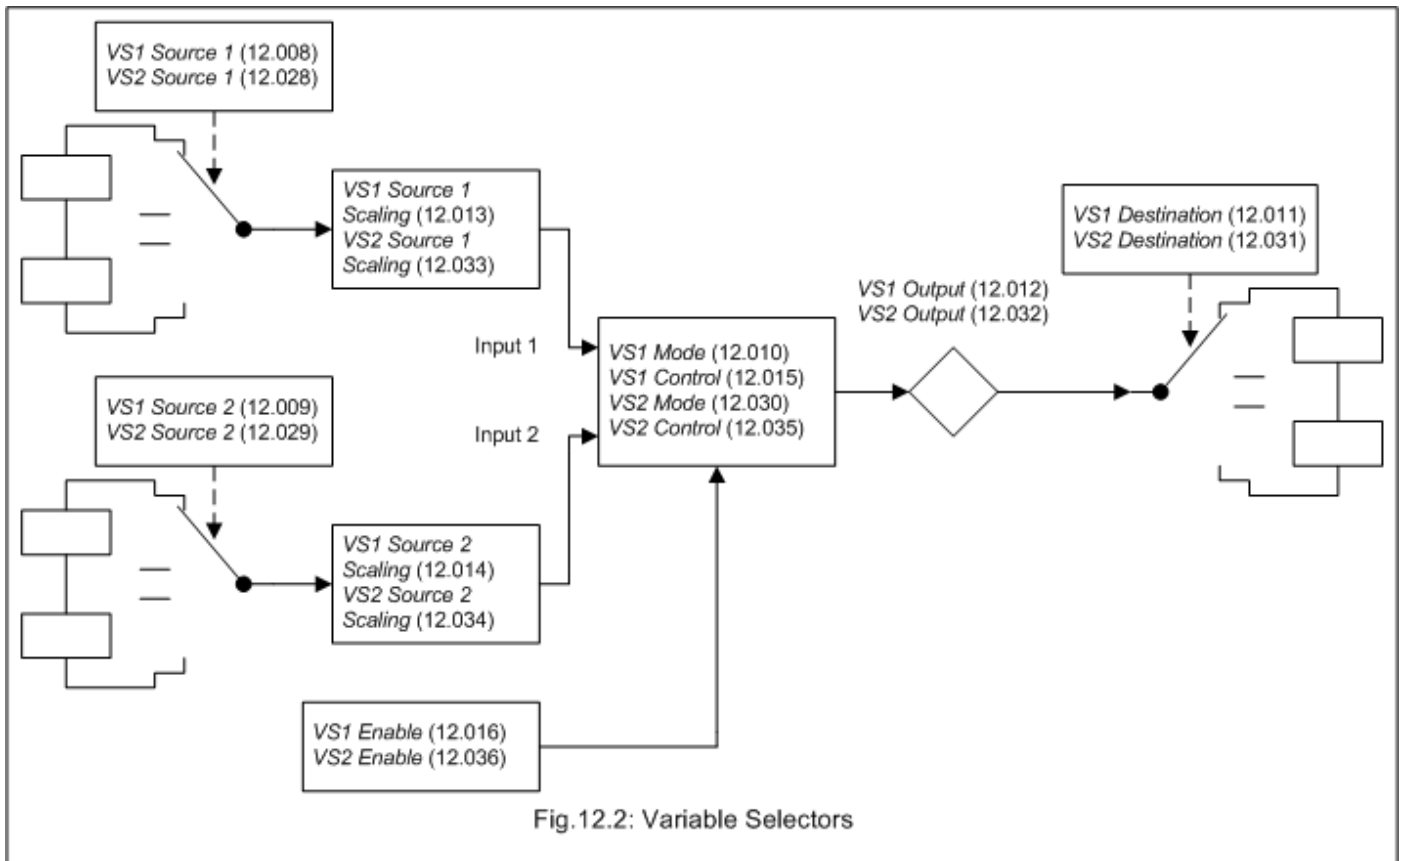 VS1 Source 1 (12.008)
VS2 Source 1 (12.028)
VS1 Source 1
Scaling (12.013)
VS2 Source 1
Scaling (12.033)
VS1 Destination (12.011)
VS2 Destination (12.031)
VS1 Output (12.012)
VS2 Output (12.032)
Input 1
VS1 Mode (12.010)
VS1 Control (12.015)
VS2 Mode (12.030)
VS2 Control (12.035)
VS1 Source 2 (12.009)
VS2 Source 2 (12.029)
Input 2
VS1 Source 2
Scaling (12.014)
VS2 Source 2
Scaling (12.034)
VS1 Enable (12.016)
VS2 Enable (12.036)
Fig.12.2: Variable Selectors